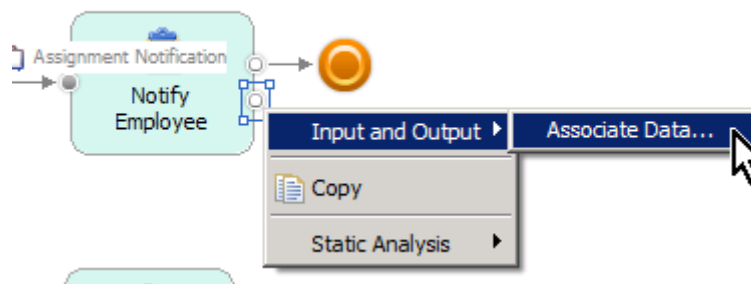 Assignment Notification
Notify
Employee
Input and Output
Associate Data...
Copy
Static Analysis